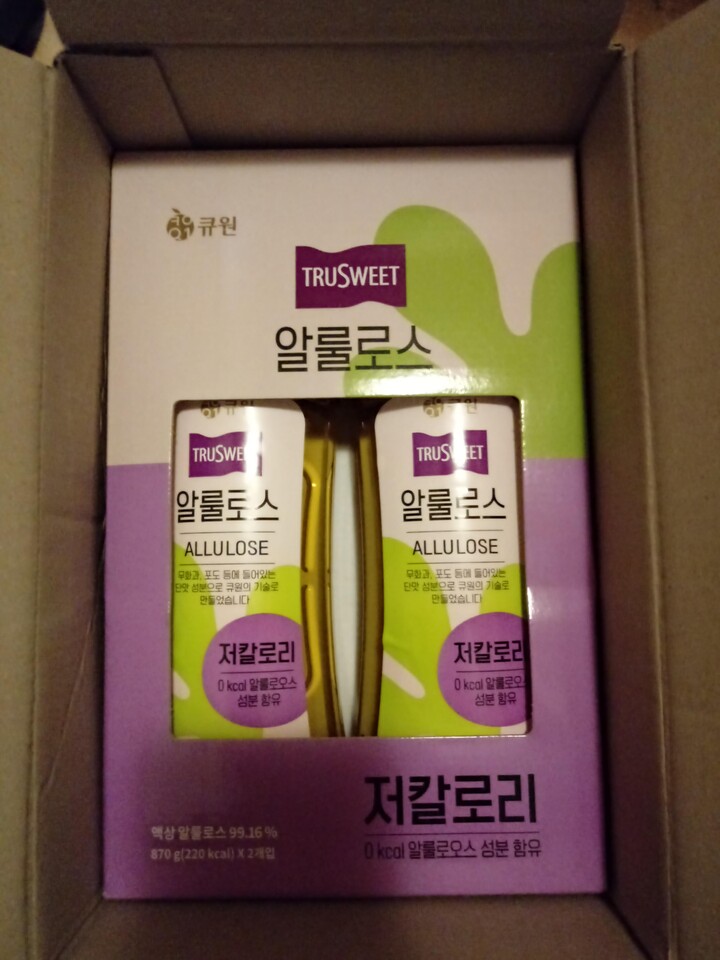 큐원
TRUSWEET
알룰로스
큐원
TRUSWEET
알룰로스
ALLULOSE
무화과, 포도 등에 들어있는
단맛 성분으로 큐원의 기술로
만들었습니다
저칼로리
0 kcal 알룰로오스
성분 함유
큐원
TRUSWEET
알룰로스
ALLULOSE
무화과, 포도 등에 들어있는
단맛 성분으로 큐원의 기술로
만들었습니다
저칼로리
0 kcal 알룰로오스
성분 함유
액상 알룰로스 99.16 %
870 g(220 kcal) X 2개입
저칼로리
0 kcal 알룰로오스 성분 함유